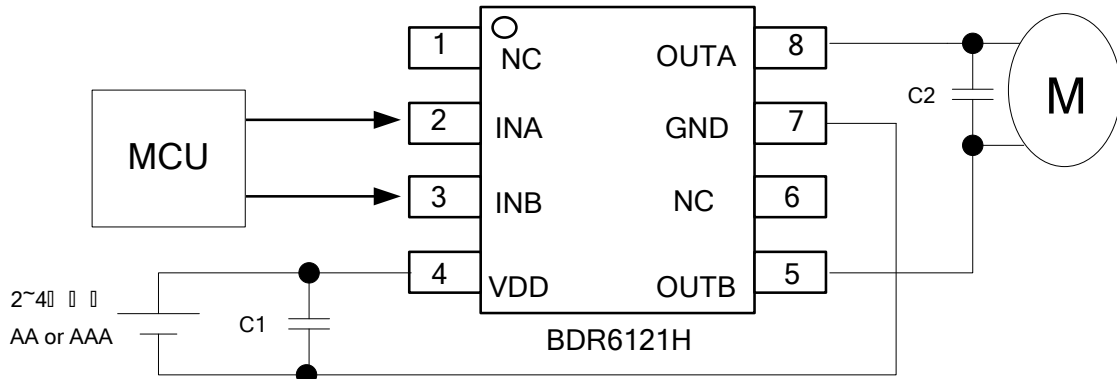 1
NC
OUTA
8
C2
M
MCU
2
INA
GND
7
3
INB
NC
6
4
VDD
OUTB
5
2~4
AA or AAA
C1
BDR6121H